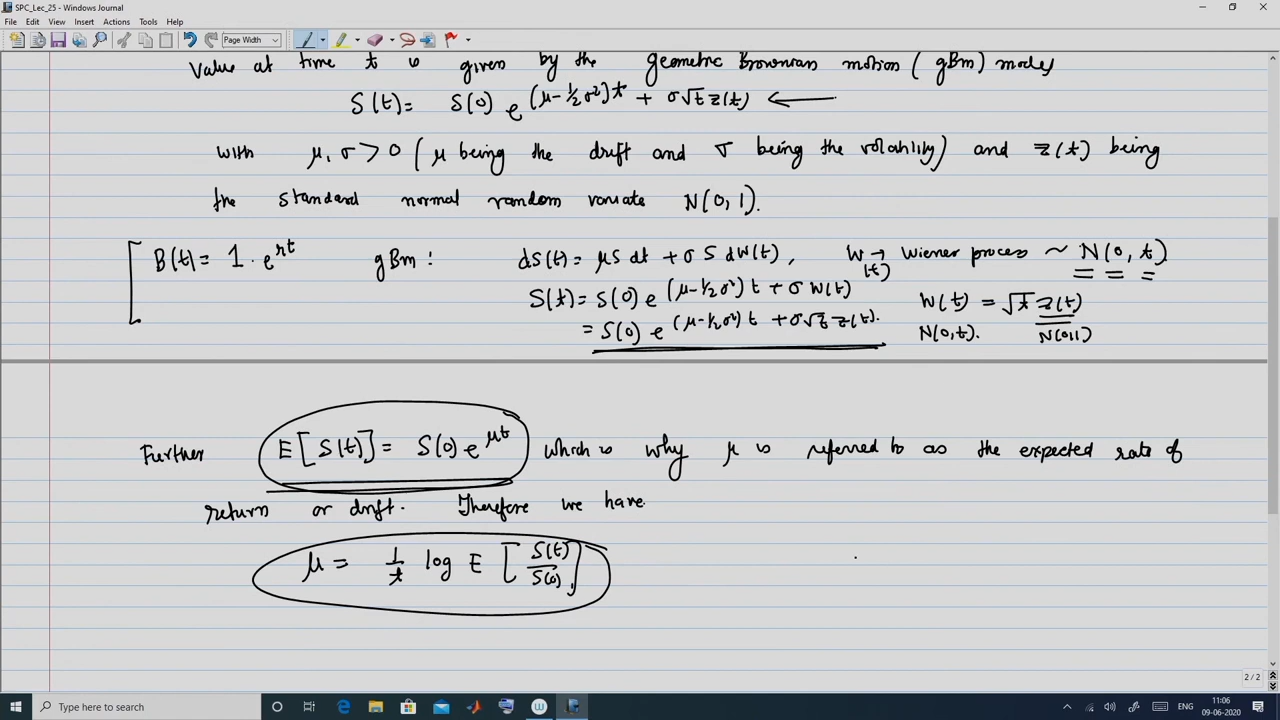 SPC_Lec_25 - Windows Journal
File Edit View Insert Actions Tools Help
Page Width
Value at time t is given by the geometric Brownian motion (gBm) model
S(t) = S(0) e^(μ-½σ²)t + σ√t z(t) ←
with μ, σ > 0 (μ being the drift and σ being the volatility) and z(t) being
the standard normal random variate N(0,1).
B(t) = 1 · e^rt gBm : dS(t) = μS dt + σ S dW(t), W(t) → Wiener process ~ N(0, t).
S(t) = S(0) e^(μ-½σ²)t + σ W(t) W(t) = √t z(t)
= S(0) e^(μ-½σ²)t + σ√t z(t). N(0,t). N(0,1)
Further E[S(t)] = S(0) e^μt which is why μ is referred to as the expected rate of
return or drift. Therefore we have
μ = 1/t log E [S(t)/S(0)]
2 / 2
Type here to search
ENG
11:06
09-06-2020